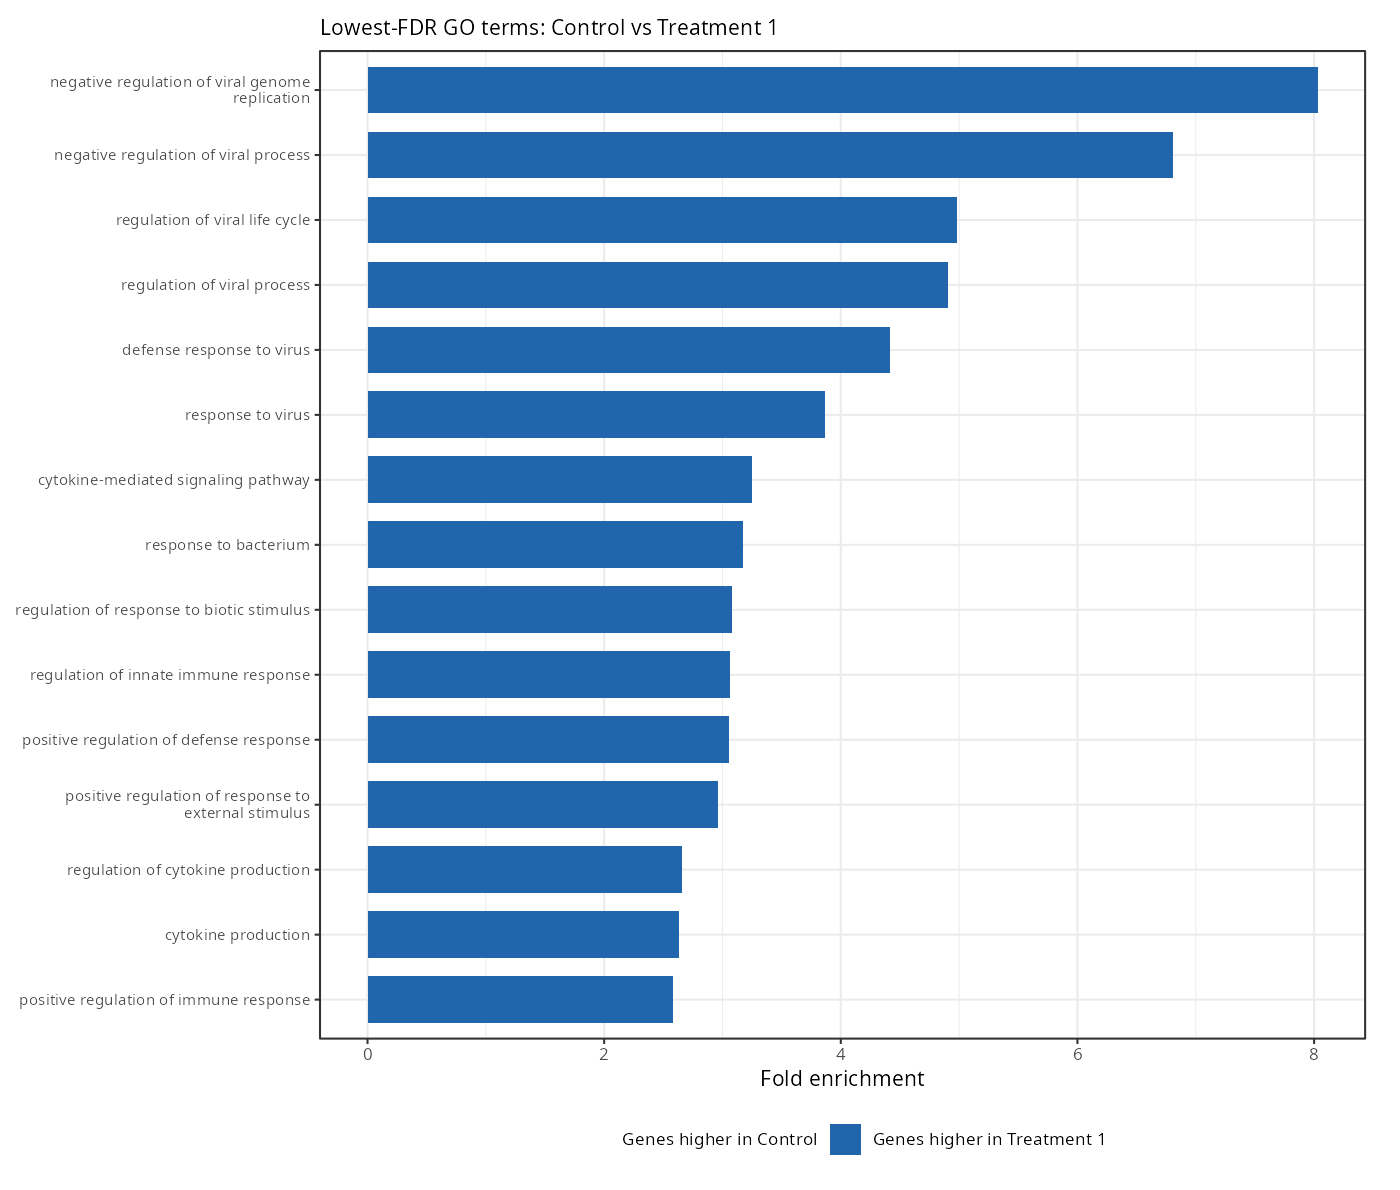 Lowest-FDR GO terms: Control vs Treatment 1
negative regulation of viral genome
replication
negative regulation of viral process
regulation of viral life cycle
regulation of viral process
defense response to virus
response to virus
cytokine-mediated signaling pathway
response to bacterium
regulation of response to biotic stimulus
regulation of innate immune response
positive regulation of defense response
positive regulation of response to
external stimulus
regulation of cytokine production
cytokine production
positive regulation of immune response
0 2 4 6 8
Fold enrichment
Genes higher in Control Genes higher in Treatment 1